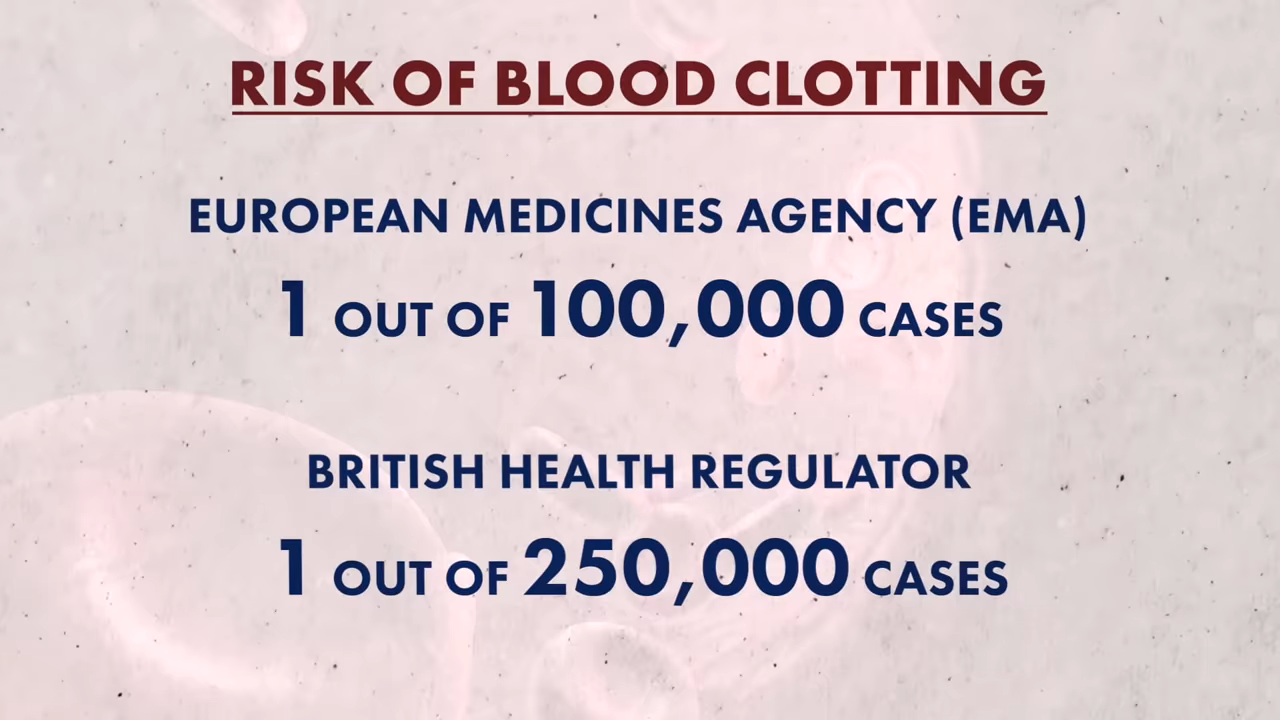 RISK OF BLOOD CLOTTING
EUROPEAN MEDICINES AGENCY (EMA)
1 OUT OF 100,000 CASES
BRITISH HEALTH REGULATOR
1 OUT OF 250,000 CASES